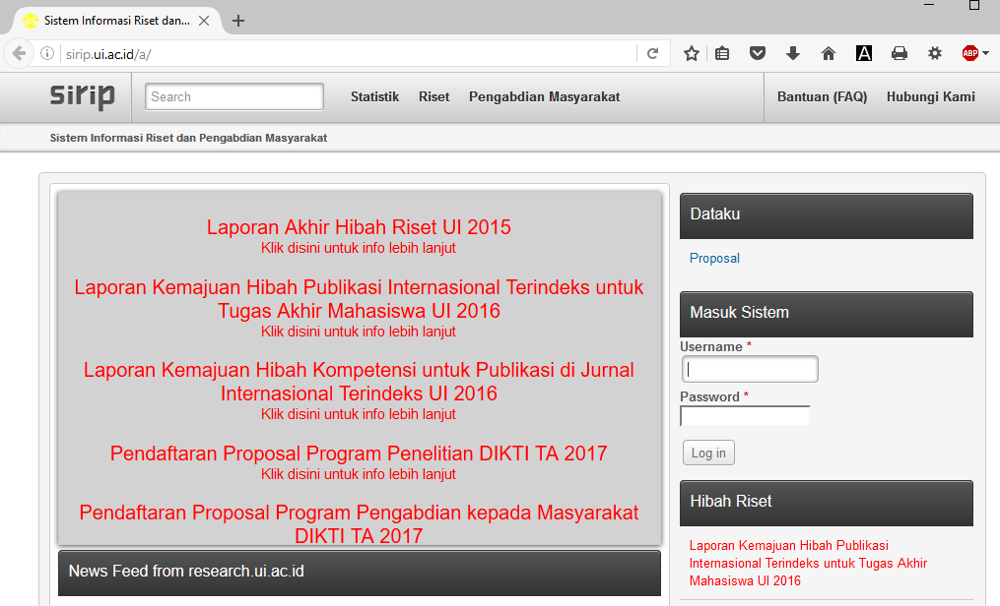 Sistem Informasi Riset dan...
sirip.ui.ac.id/a/
A
ABP
sirip
Search
Statistik
Riset
Pengabdian Masyarakat
Bantuan (FAQ)
Hubungi Kami
Sistem Informasi Riset dan Pengabdian Masyarakat
Laporan Akhir Hibah Riset UI 2015
Klik disini untuk info lebih lanjut
Laporan Kemajuan Hibah Publikasi Internasional Terindeks untuk
Tugas Akhir Mahasiswa UI 2016
Klik disini untuk info lebih lanjut
Laporan Kemajuan Hibah Kompetensi untuk Publikasi di Jurnal
Internasional Terindeks UI 2016
Klik disini untuk info lebih lanjut
Pendaftaran Proposal Program Penelitian DIKTI TA 2017
Klik disini untuk info lebih lanjut
Pendaftaran Proposal Program Pengabdian kepada Masyarakat
DIKTI TA 2017
News Feed from research.ui.ac.id
Dataku
Proposal
Masuk Sistem
Username *
Password *
Log in
Hibah Riset
Laporan Kemajuan Hibah Publikasi
Internasional Terindeks untuk Tugas Akhir
Mahasiswa UI 2016